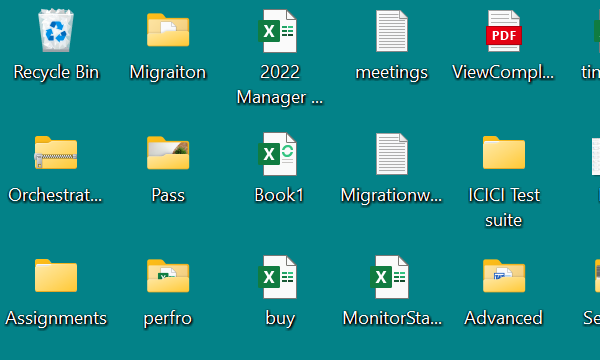 Recycle Bin
Migraiton
2022
Manager ...
meetings
PDF
ViewCompl...
tin
Orchestrat...
Pass
Book1
Migrationw...
ICICI Test
suite
Assignments
perfro
buy
MonitorSta...
Advanced
Se